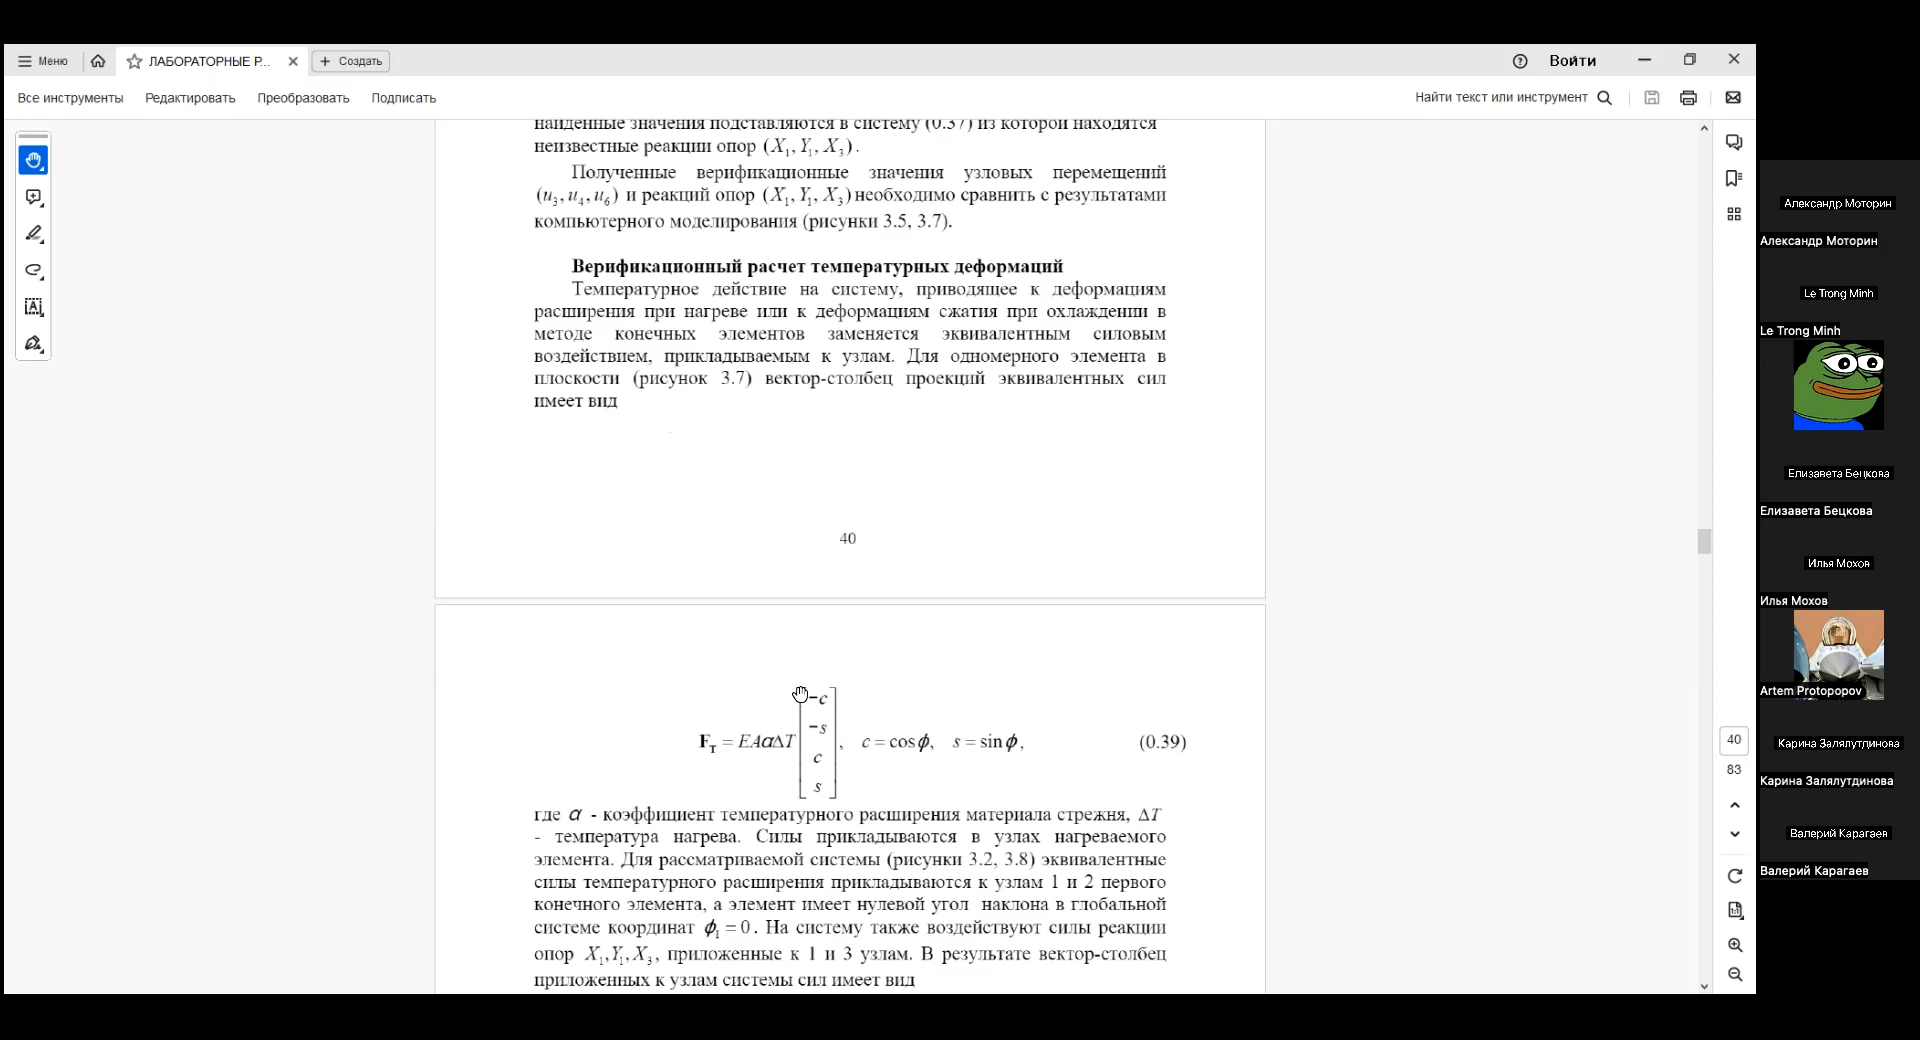 Меню
ЛАБОРАТОРНЫЕ Р...
Создать
Войти
Все инструменты
Редактировать
Преобразовать
Подписать
Найти текст или инструмент
найденные значения подставляются в систему (0.37) из которой находятся
неизвестные реакции опор (X₁, Y₁, X₃).
Полученные верификационные значения узловых перемещений
(u₃, u₄, u₆) и реакций опор (X₁, Y₁, X₃) необходимо сравнить с результатами
компьютерного моделирования (рисунки 3.5, 3.7).
Верификационный расчет температурных деформаций
Температурное действие на систему, приводящее к деформациям
расширения при нагреве или к деформациям сжатия при охлаждении в
методе конечных элементов заменяется эквивалентным силовым
воздействием, прикладываемым к узлам. Для одномерного элемента в
плоскости (рисунок 3.7) вектор-столбец проекций эквивалентных сил
имеет вид
40
F_T = EAαΔT [−c −s c s], c = cos ϕ, s = sin ϕ, (0.39)
где α - коэффициент температурного расширения материала стрежня, ΔT
- температура нагрева. Силы прикладываются в узлах нагреваемого
элемента. Для рассматриваемой системы (рисунки 3.2, 3.8) эквивалентные
силы температурного расширения прикладываются к узлам 1 и 2 первого
конечного элемента, а элемент имеет нулевой угол наклона в глобальной
системе координат ϕ₁ = 0. На систему также воздействуют силы реакции
опор X₁, Y₁, X₃, приложенные к 1 и 3 узлам. В результате вектор-столбец
приложенных к узлам системы сил имеет вид
40
83
Александр Моторин
Александр Моторин
Le Trong Minh
Le Trong Minh
Елизавета Бецкова
Елизавета Бецкова
Илья Мохов
Илья Мохов
Artem Protopopov
Карина Залялутдинова
Карина Залялутдинова
Валерий Карагаев
Валерий Карагаев